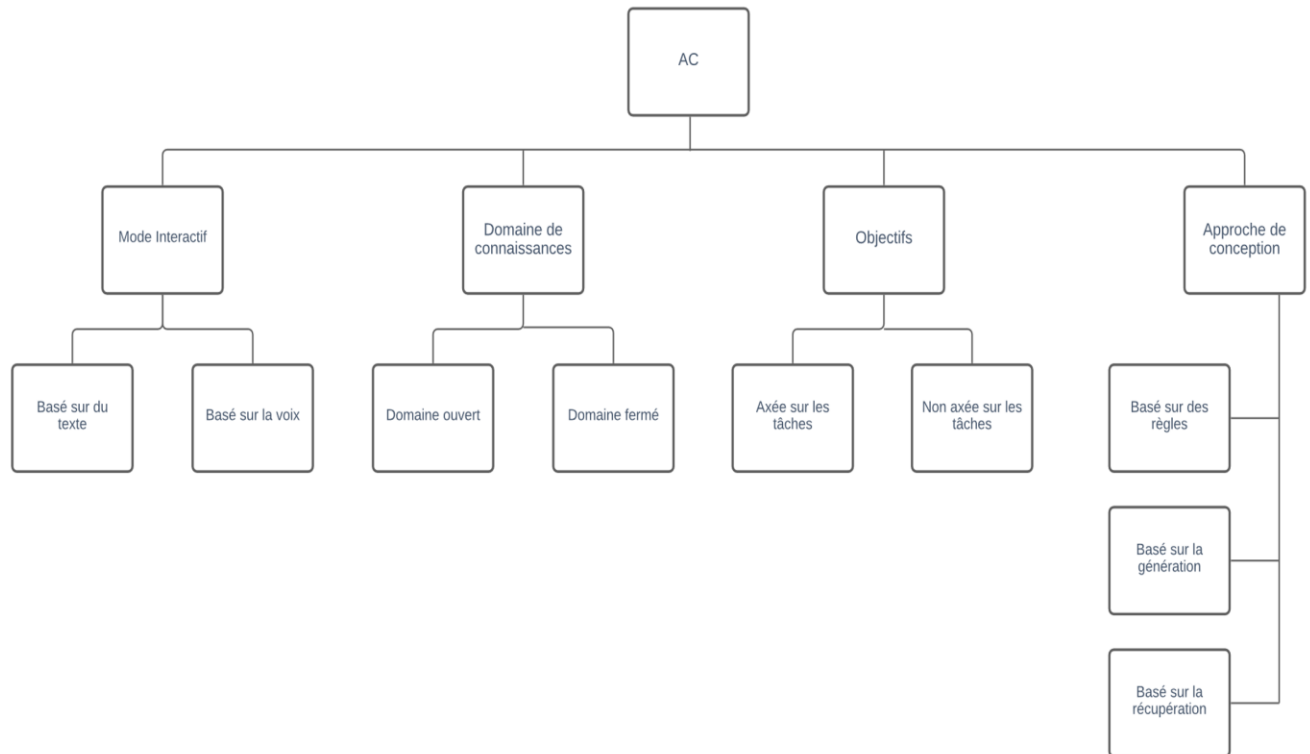 AC
Mode Interactif
Domaine de
connaissances
Objectifs
Approche de
conception
Basé sur du
texte
Basé sur la voix
Domaine ouvert
Domaine fermé
Axée sur les
tâches
Non axée sur les
tâches
Basé sur des
règles
Basé sur la
génération
Basé sur la
récupération